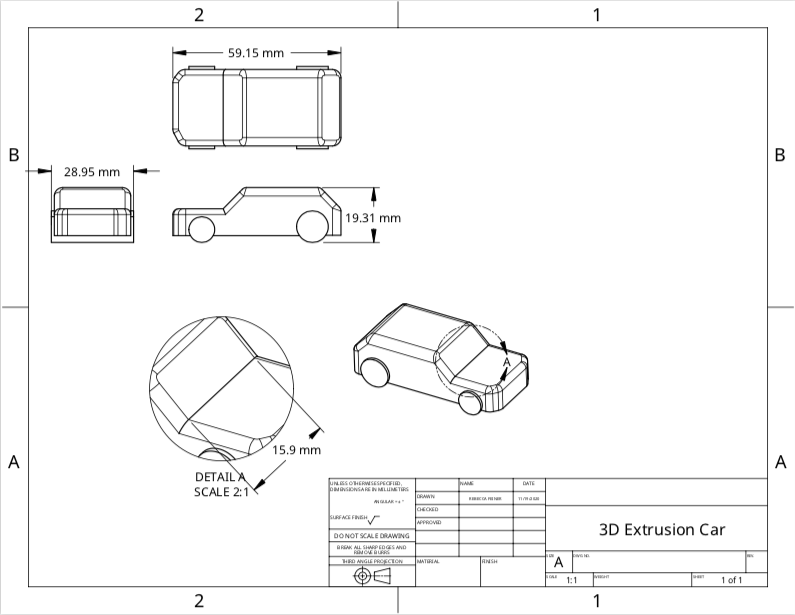 2
1
59.15 mm
B
B
28.95 mm
19.31 mm
A
15.9 mm
A
A
DETAIL A
SCALE 2:1
UNLESS OTHERWISE SPECIFIED,
DIMENSIONS ARE IN MILLIMETERS
NAME
DATE
ANGULAR = ± °
DRAWN
11/19/2020
SURFACE FINISH
CHECKED
APPROVED
DO NOT SCALE DRAWING
BREAK ALL SHARP EDGES AND
REMOVE BURRS
THIRD ANGLE PROJECTION
MATERIAL
FINISH
3D Extrusion Car
SIZE
A
DWG NO.
REV.
SCALE
1:1
WEIGHT
SHEET
1 of 1
2
1